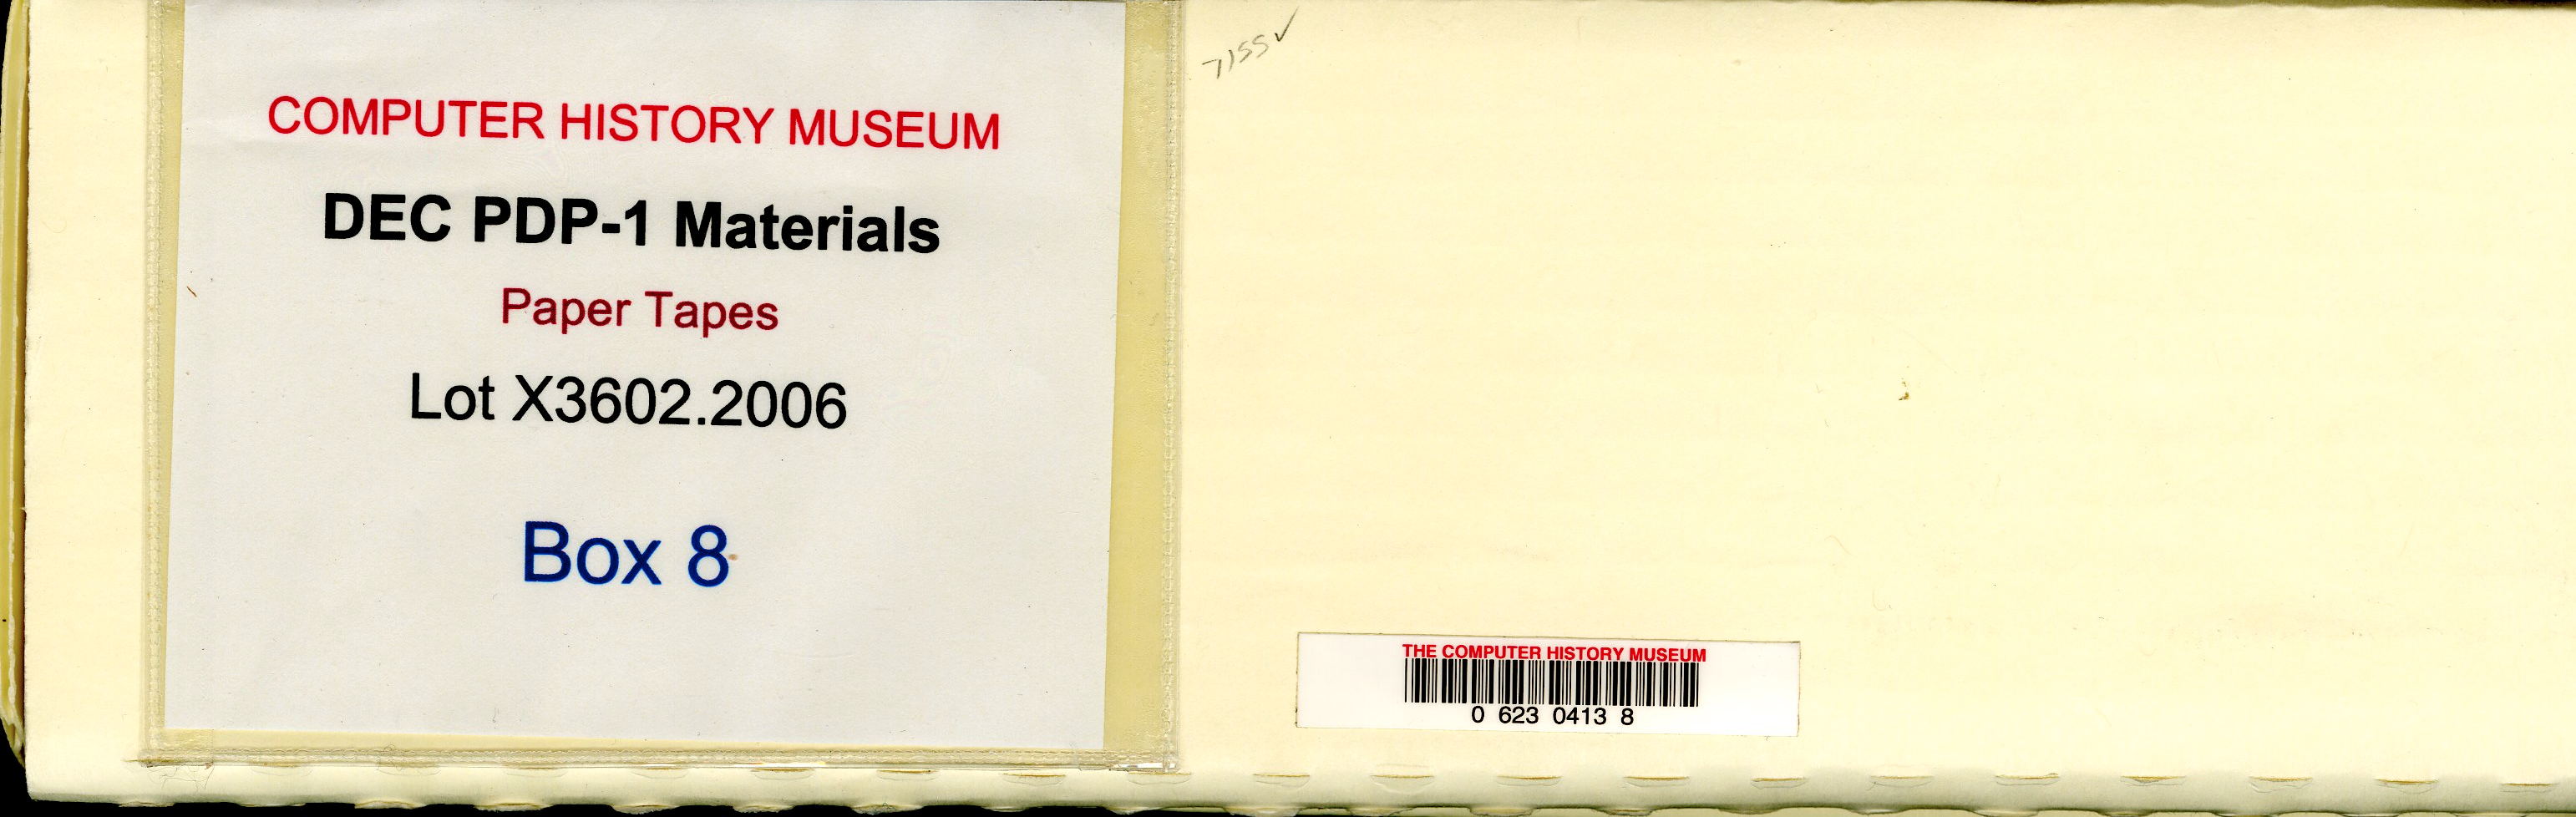 COMPUTER HISTORY MUSEUM
DEC PDP-1 Materials
Paper Tapes
Lot X3602.2006
Box 8
7155✓
THE COMPUTER HISTORY MUSEUM
0 623 0413 8